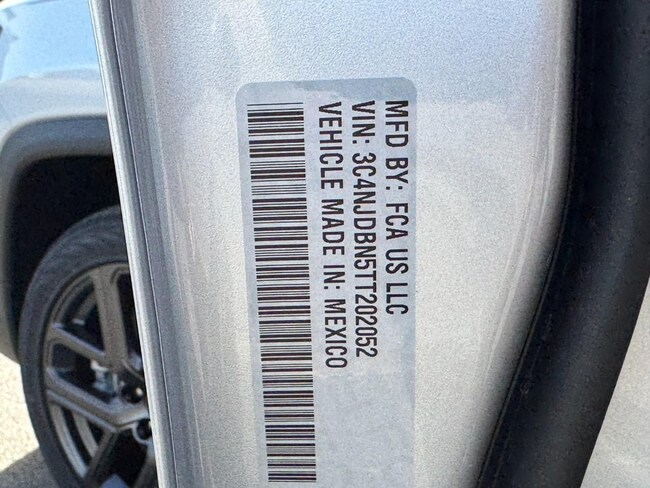 MFD BY: FCA US LLC
VIN: 3C4NJDBN5TT202052
VEHICLE MADE IN: MEXICO